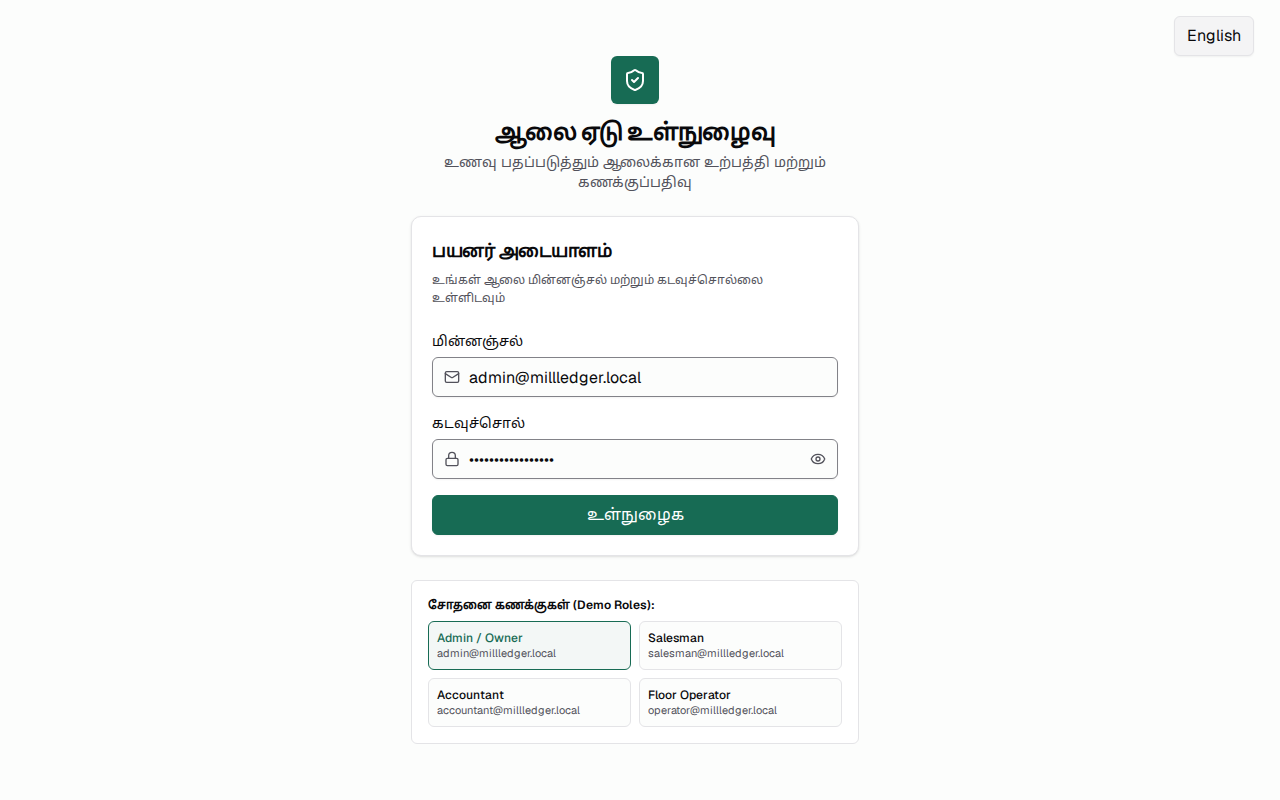 English
ஆலை ஏடு உள்நுழைவு
உணவு பதப்படுத்தும் ஆலைக்கான உற்பத்தி மற்றும்
கணக்குப்பதிவு
பயனர் அடையாளம்
உங்கள் ஆலை மின்னஞ்சல் மற்றும் கடவுச்சொல்லை
உள்ளிடவும்
மின்னஞ்சல்
admin@millledger.local
கடவுச்சொல்
•••••••••••••••••
உள்நுழைக
சோதனை கணக்குகள் (Demo Roles):
Admin / Owner
admin@millledger.local
Salesman
salesman@millledger.local
Accountant
accountant@millledger.local
Floor Operator
operator@millledger.local